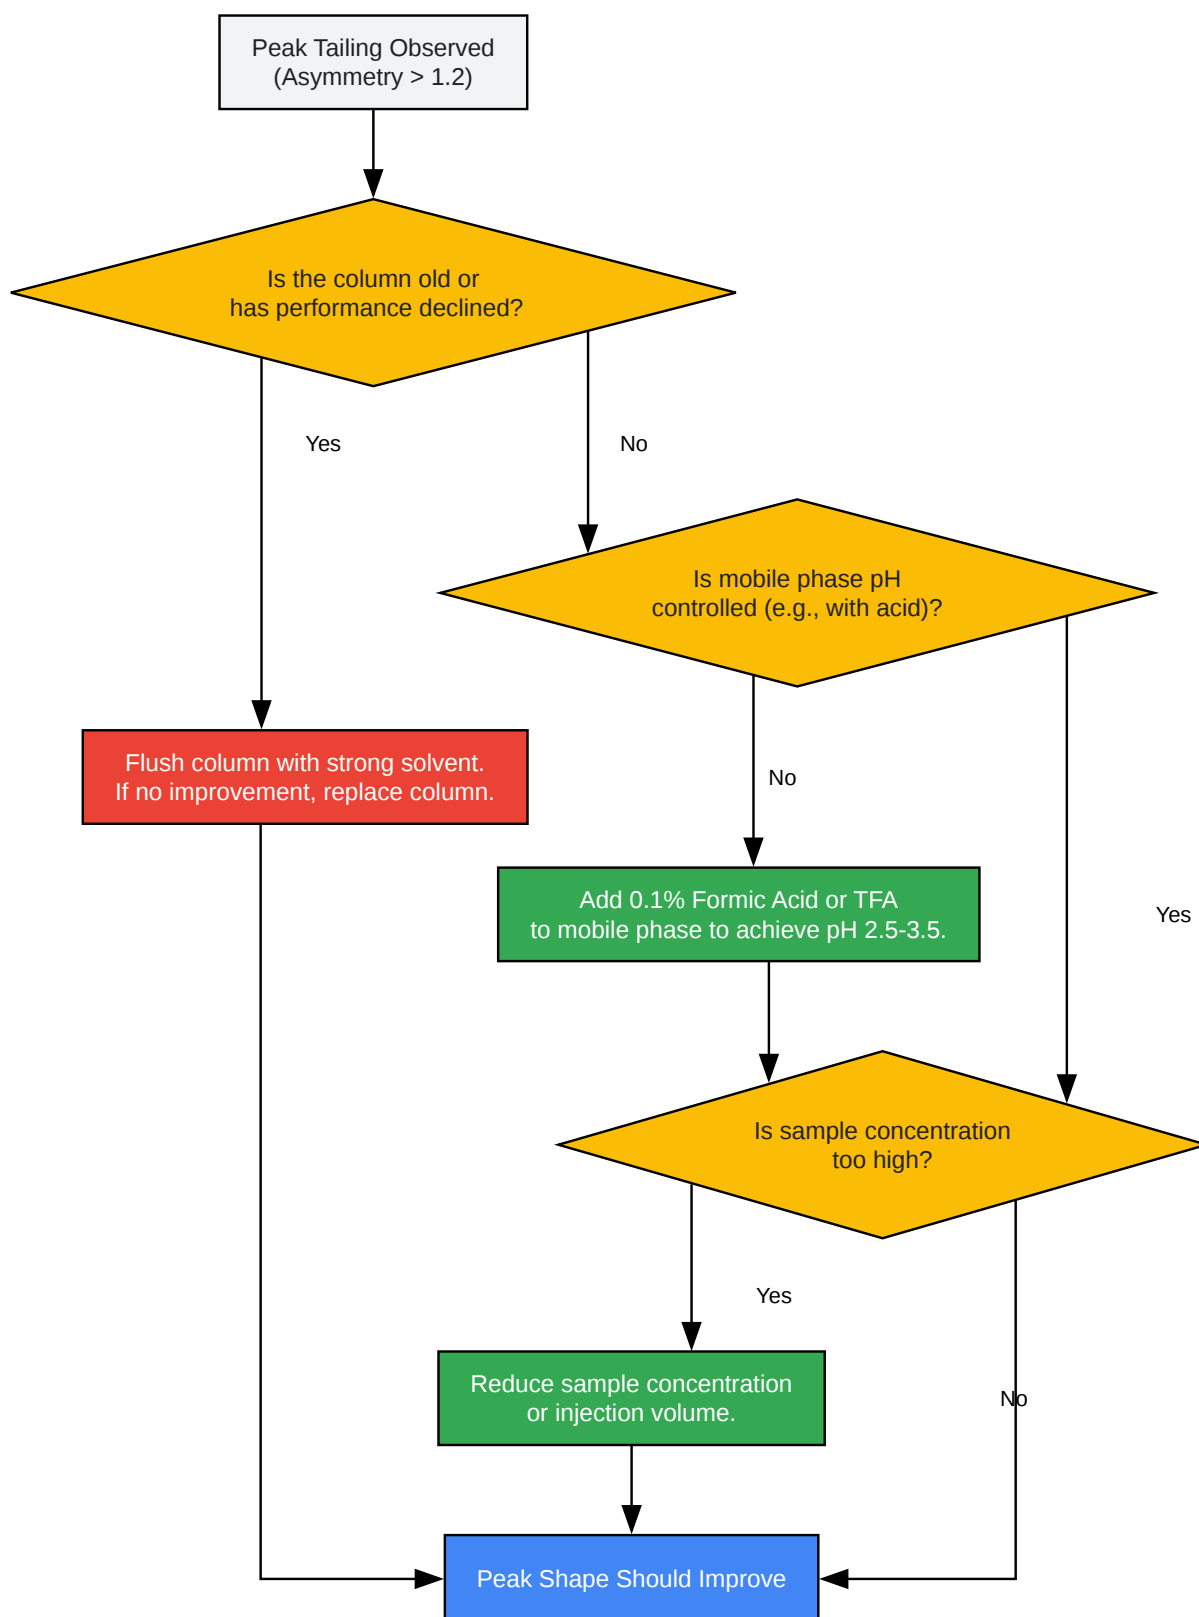 Peak Tailing Observed
(Asymmetry > 1.2)
Is the column old or
has performance declined?
Yes
No
Is mobile phase pH
controlled (e.g., with acid)?
Flush column with strong solvent.
If no improvement, replace column.
No
Add 0.1% Formic Acid or TFA
to mobile phase to achieve pH 2.5-3.5.
Yes
Is sample concentration
too high?
Yes
Reduce sample concentration
or injection volume.
No
Peak Shape Should Improve